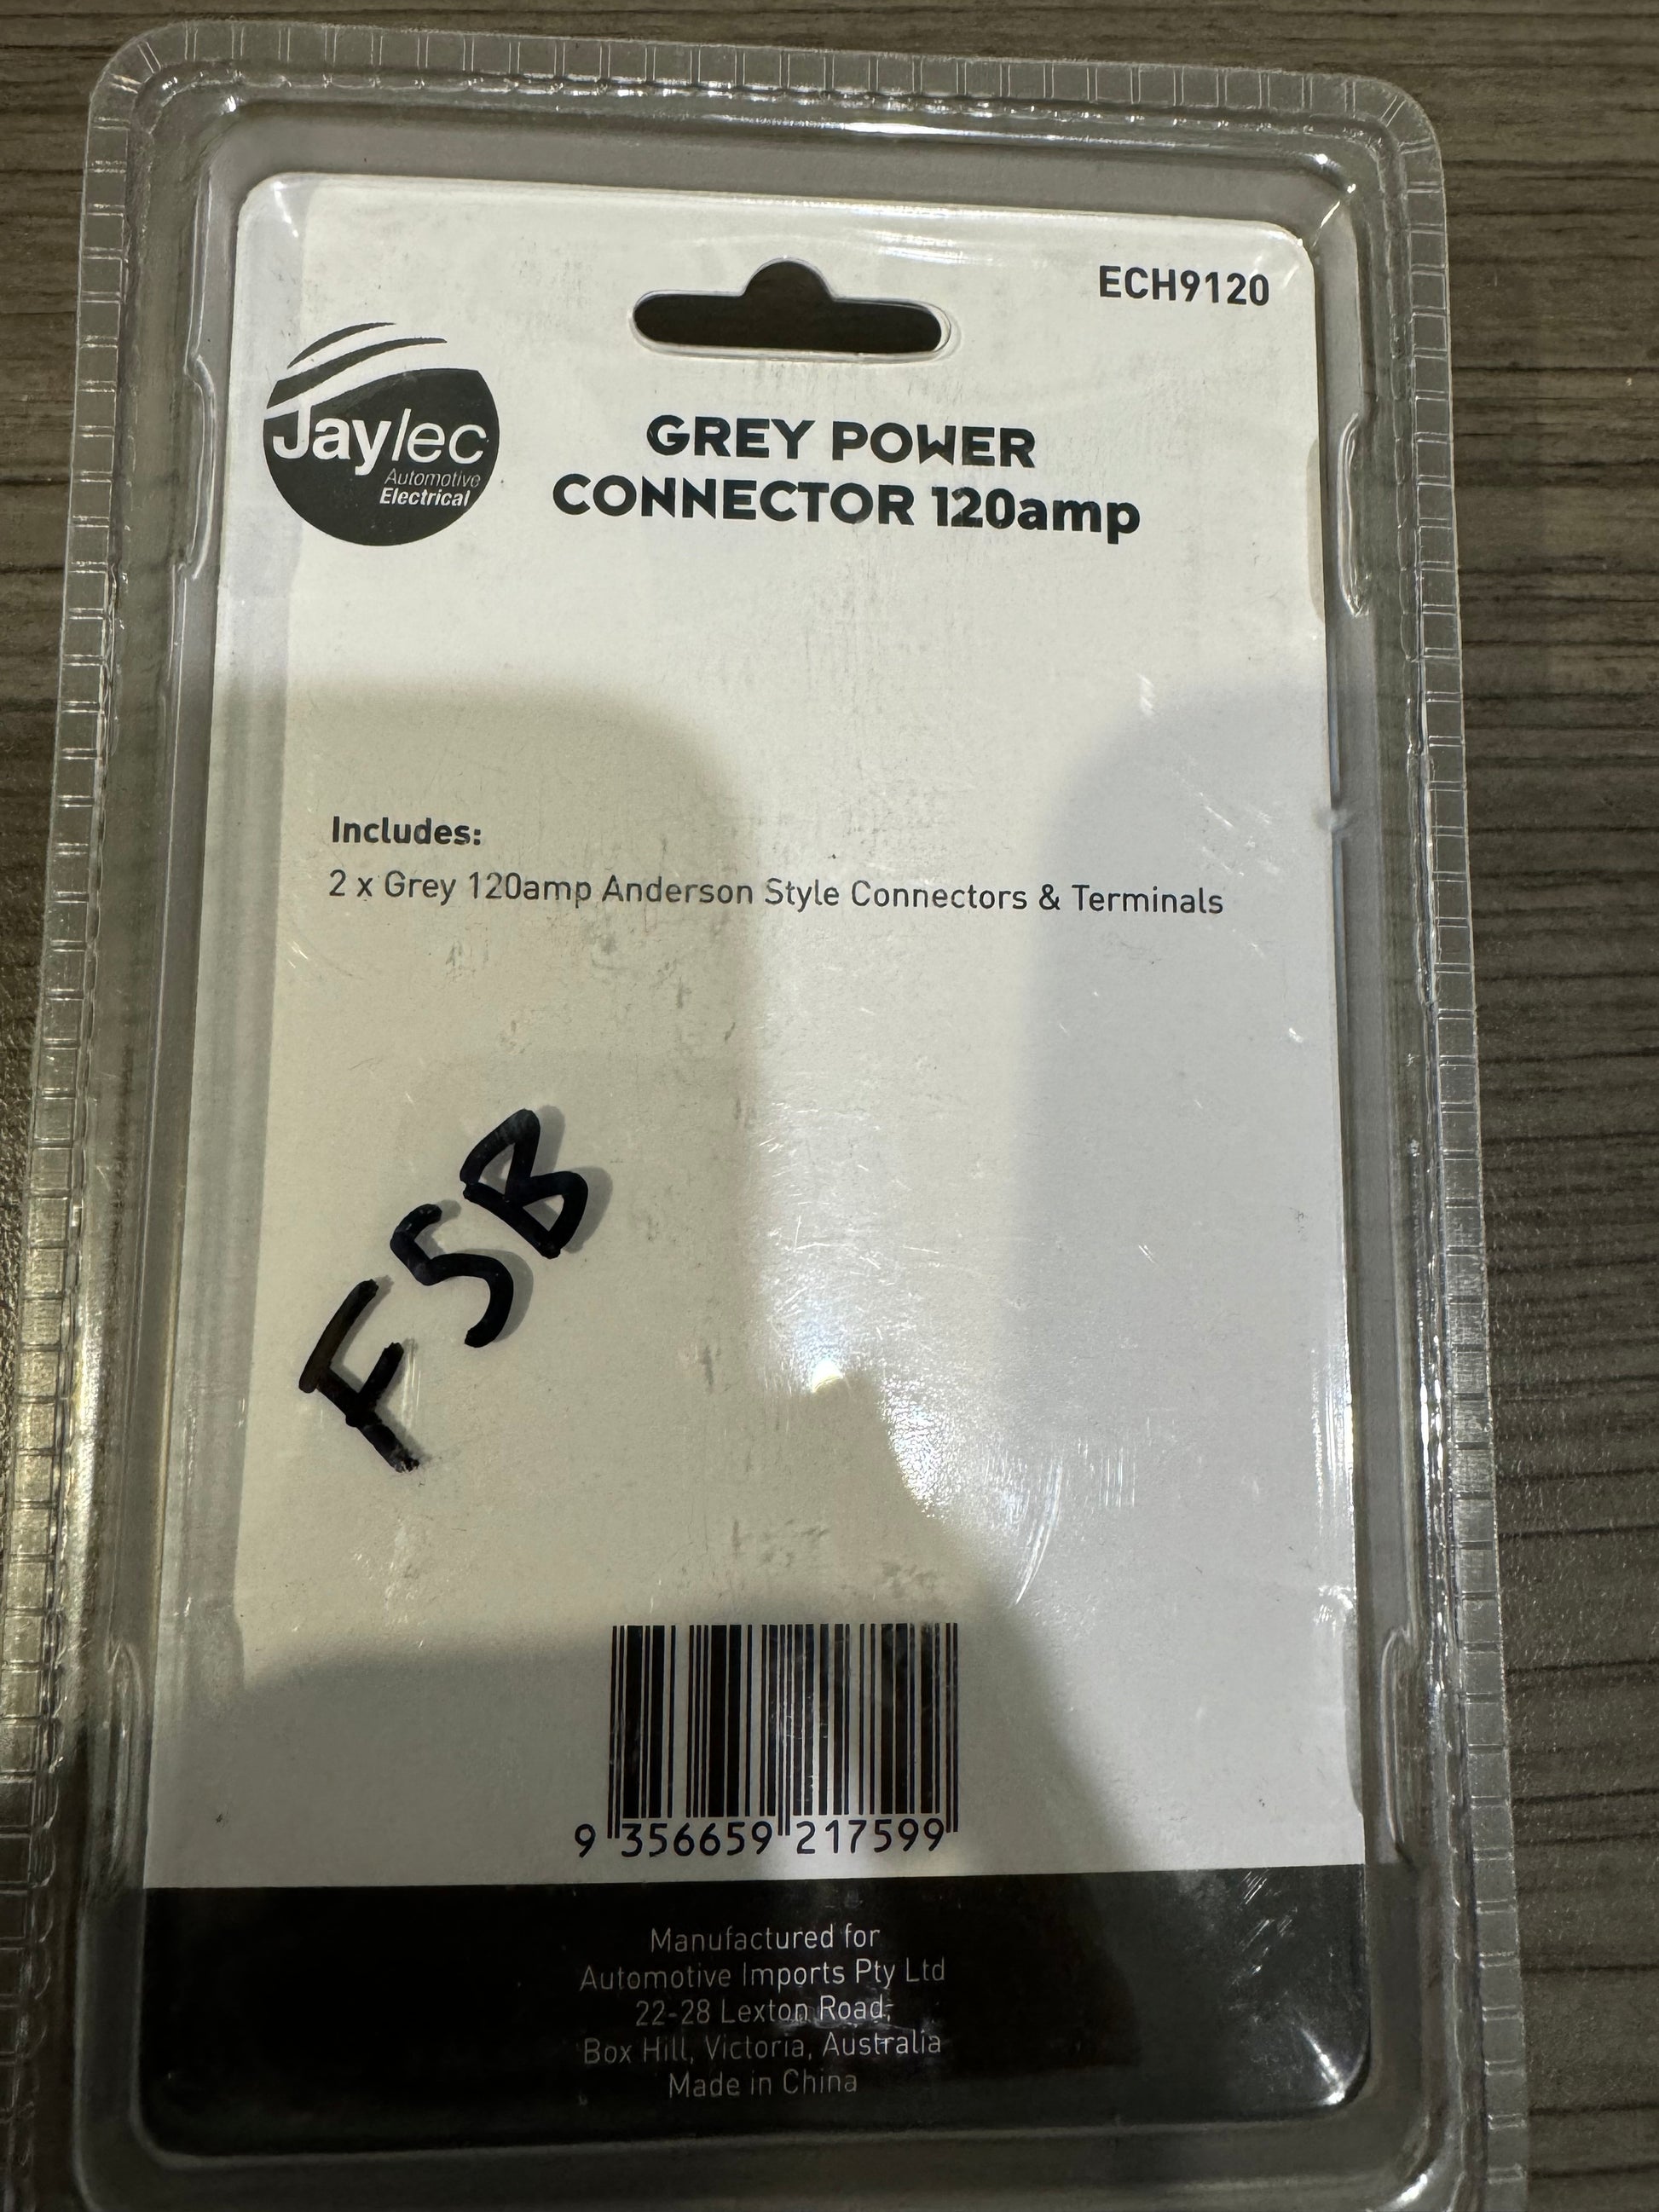 ECH9120
Jaylec
Automotive
Electrical
GREY POWER
CONNECTOR 120amp
Includes:
2 x Grey 120amp Anderson Style Connectors & Terminals
FSB
9 356659 217599
Manufactured for
Automotive Imports Pty Ltd
22-28 Lexton Road,
Box Hill, Victoria, Australia
Made in China